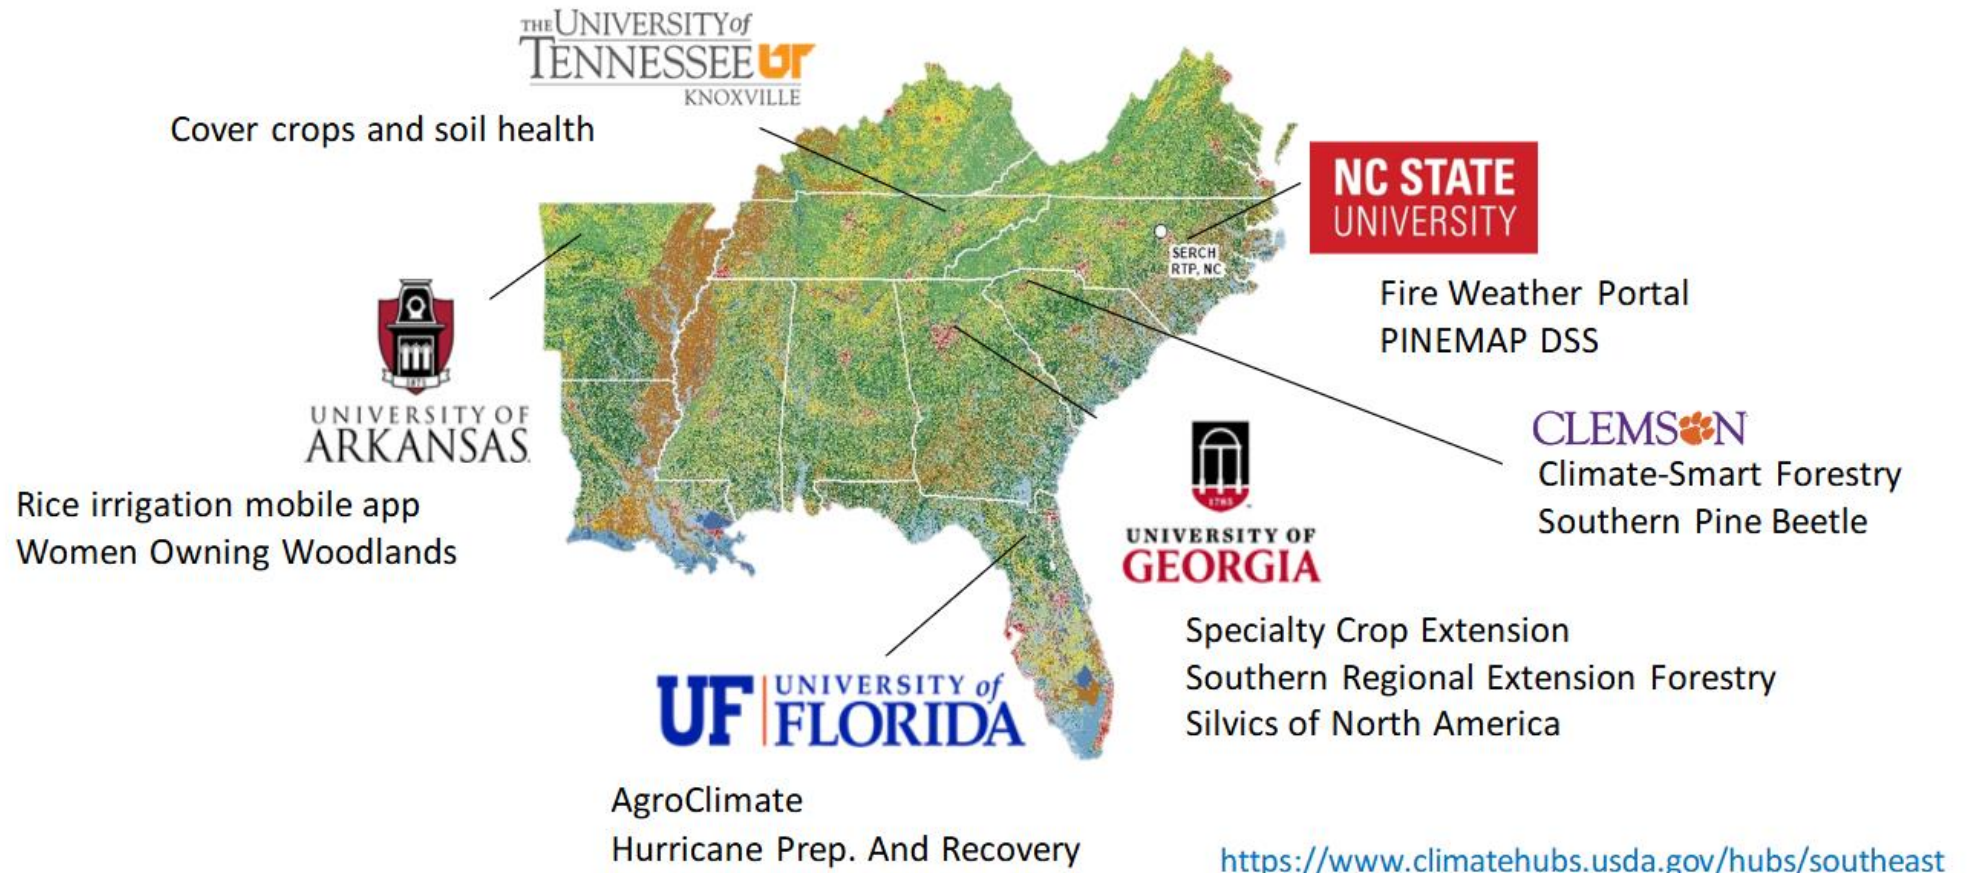 THE UNIVERSITY of
TENNESSEE UT
KNOXVILLE
Cover crops and soil health
NC STATE
UNIVERSITY
SERCH
RTP, NC
Fire Weather Portal
PINEMAP DSS
1871
UNIVERSITY OF
ARKANSAS
Rice irrigation mobile app
Women Owning Woodlands
CLEMSON
Climate-Smart Forestry
Southern Pine Beetle
1785
UNIVERSITY OF
GEORGIA
Specialty Crop Extension
Southern Regional Extension Forestry
Silvics of North America
UF UNIVERSITY of
FLORIDA
AgroClimate
Hurricane Prep. And Recovery
https://www.climatehubs.usda.gov/hubs/southeast